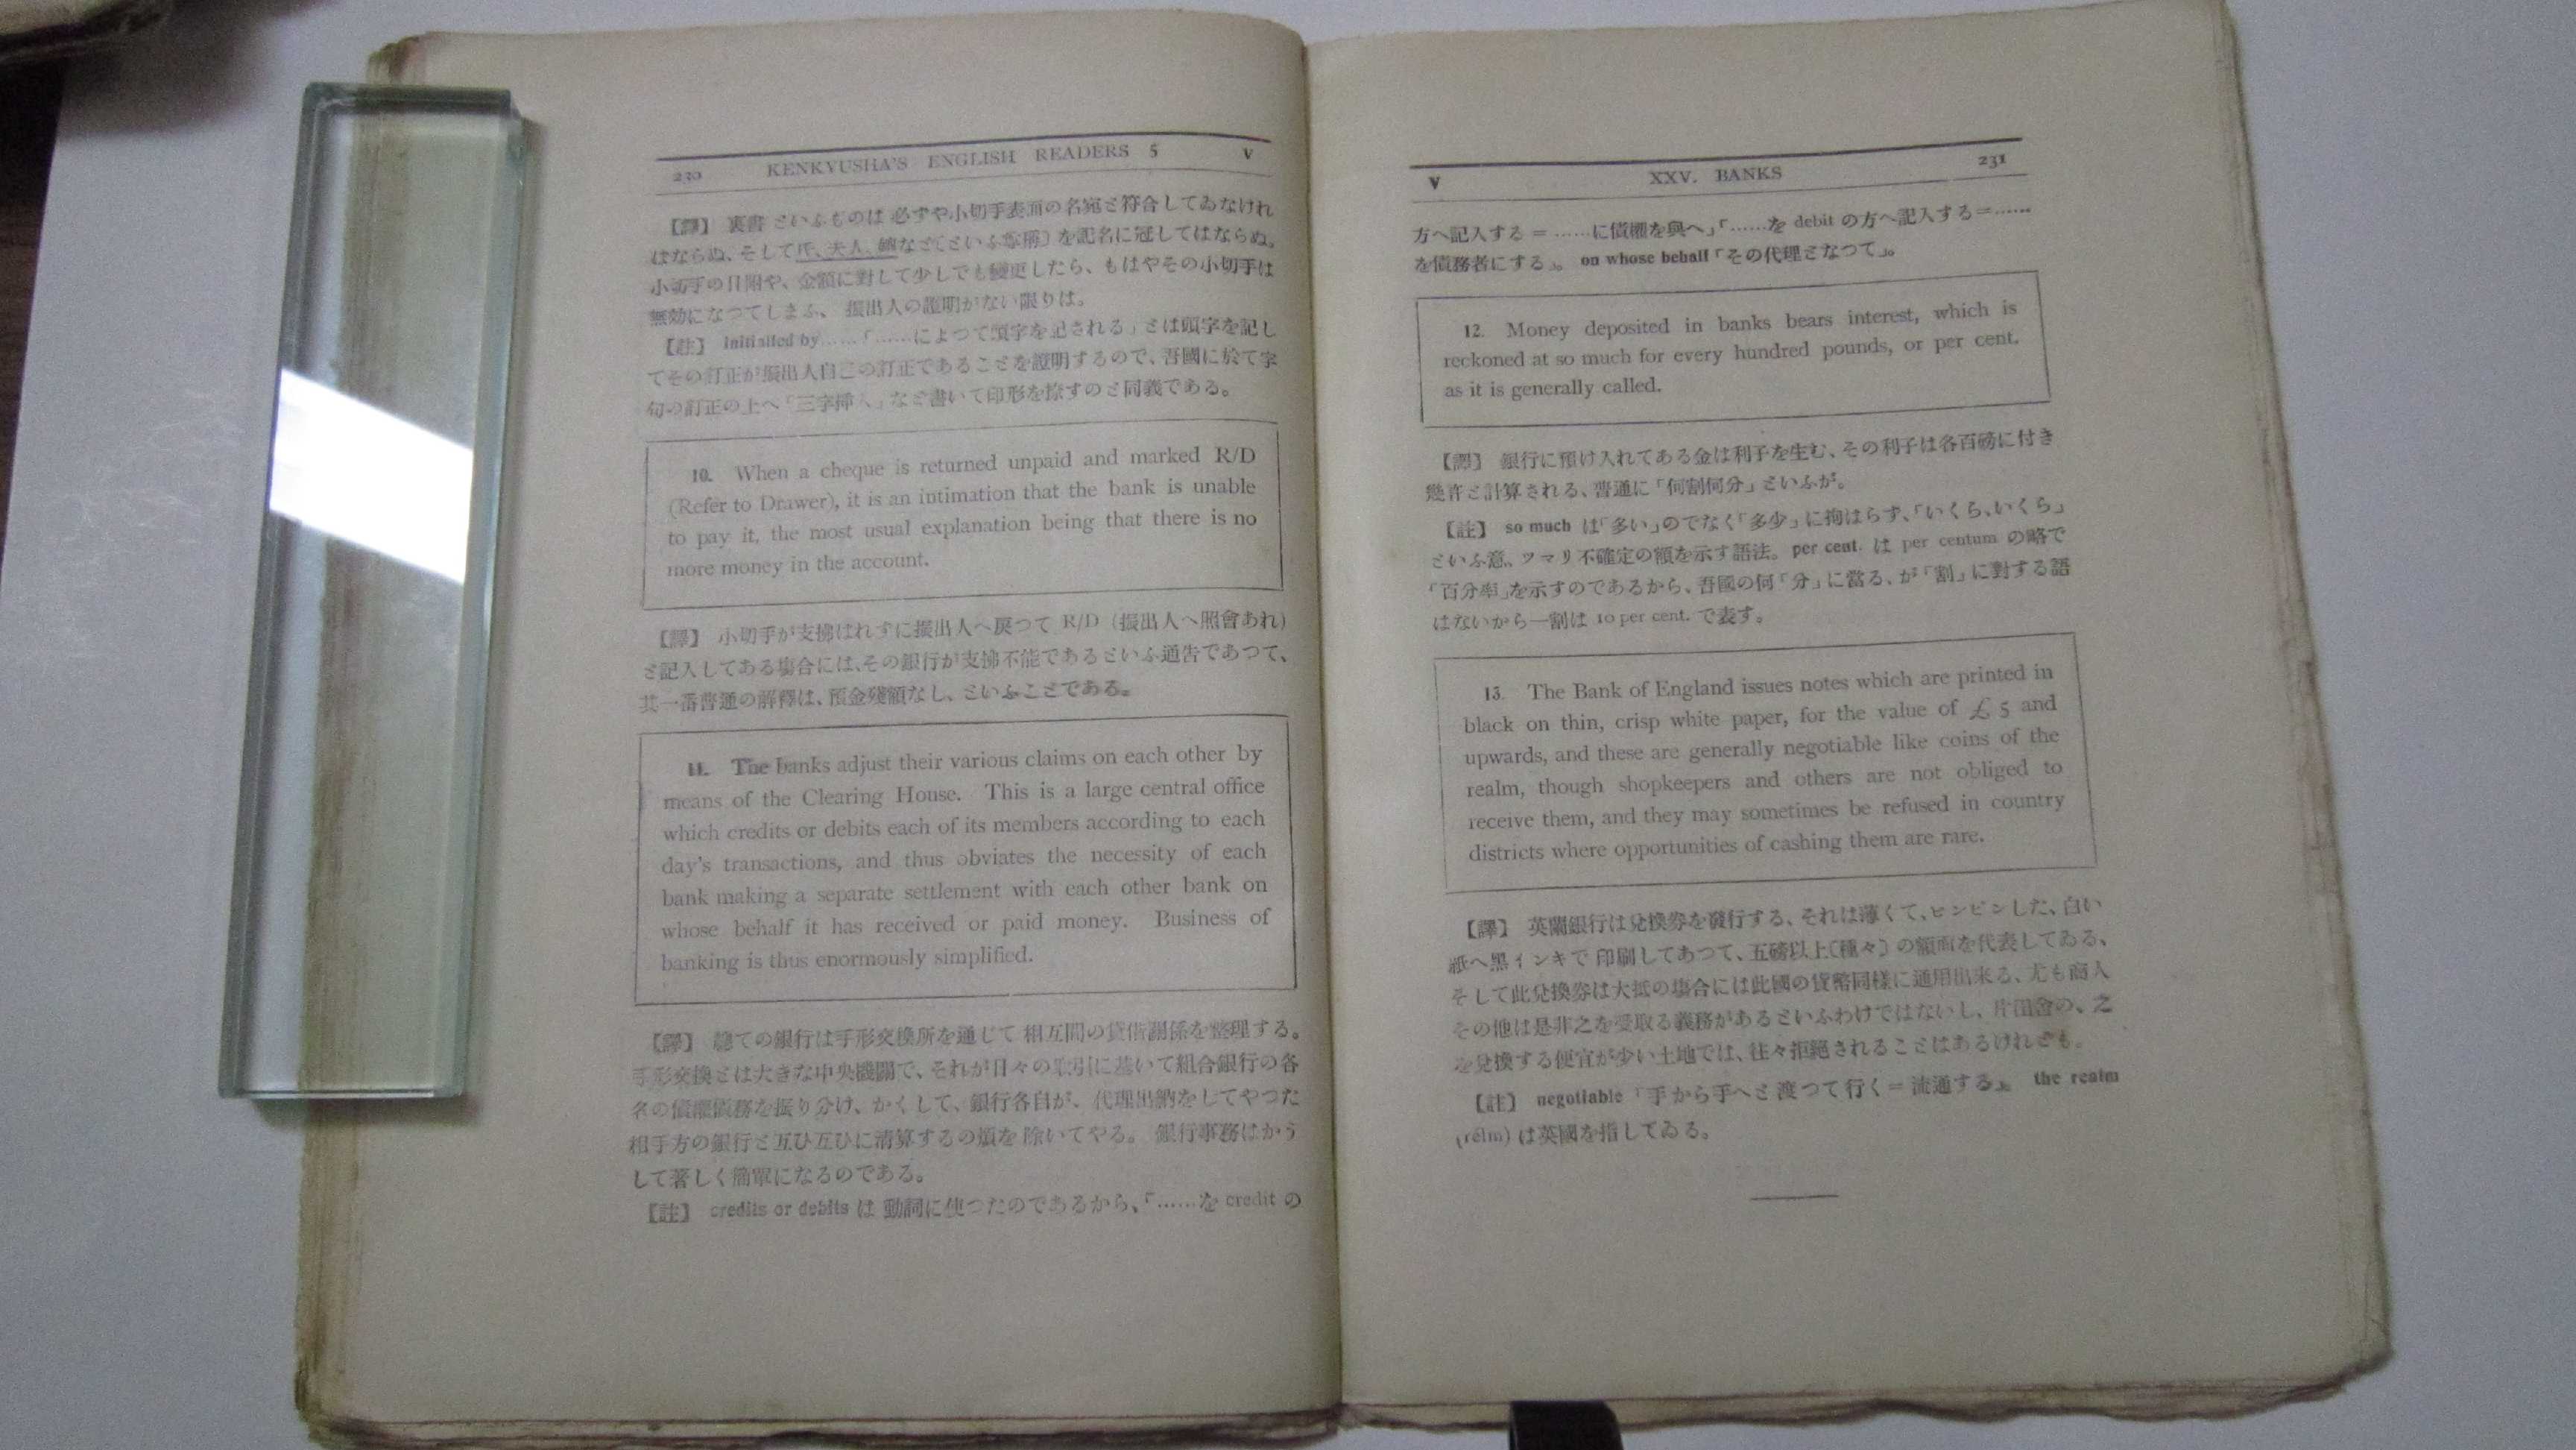 230 KENKYUSHA'S ENGLISH READERS 5 V
【譯】 裏書 といふものは 必ずや小切手表面の名宛と符合してゐなけれ
ばならぬ、そして氏、夫人、嬢など〔といふ尊稱〕を記名に冠してはならぬ。
小切手の日附や、金額に對して少しでも變更したら、もはやその小切手は
無効になつてしまふ、 振出人の證明がない限りは。
【註】 initialled by……「……によつて頭字を記される」とは頭字を記し
てその訂正が振出人自己の訂正であることを證明するので、吾國に於て字
句の訂正の上へ「三字挿入」など書いて印形を捺すのと同義である。
10. When a cheque is returned unpaid and marked R/D
(Refer to Drawer), it is an intimation that the bank is unable
to pay it, the most usual explanation being that there is no
more money in the account.
【譯】 小切手が支拂はれずに振出人へ戻つて R/D (振出人へ照會あれ)
と記入してある場合には、その銀行が支拂不能であるといふ通告であつて、
其一番普通の解釋は、預金殘額なし、といふことである。
11. The banks adjust their various claims on each other by
means of the Clearing House. This is a large central office
which credits or debits each of its members according to each
day's transactions, and thus obviates the necessity of each
bank making a separate settlement with each other bank on
whose behalf it has received or paid money. Business of
banking is thus enormously simplified.
【譯】 總ての銀行は手形交換所を通じて 相互間の貸借關係を整理する。
手形交換とは大きな中央機關で、それが日々の取引に基いて組合銀行の各
名の債權債務を振り分け、かくして、銀行各自が、代理出納をしてやつた
相手方の銀行と互ひ互ひに清算するの煩を 除いてやる。 銀行事務はかう
して著しく簡單になるのである。
【註】 credits or debits は 動詞に使つたのであるから、「……を credit の
V XXV. BANKS 231
方へ記入する = ……に債權を與へ」「……を debit の方へ記入する=……
を債務者にする」。 on whose behalf「その代理となつて」。
12. Money deposited in banks bears interest, which is
reckoned at so much for every hundred pounds, or per cent.
as it is generally called.
【譯】 銀行に預け入れてある金は利子を生む、その利子は各百磅に付き
幾許と計算される、普通に「何割何分」といふが。
【註】 so much は「多い」のでなく「多少」に拘はらず、「いくら、いくら」
といふ意、ツマリ不確定の額を示す語法。per cent. は per centum の略で
「百分率」を示すのであるから、吾國の何「分」に當る、が「割」に對する語
はないから一割は 10 per cent. で表す。
13. The Bank of England issues notes which are printed in
black on thin, crisp white paper, for the value of £ 5 and
upwards, and these are generally negotiable like coins of the
realm, though shopkeepers and others are not obliged to
receive them, and they may sometimes be refused in country
districts where opportunities of cashing them are rare.
【譯】 英蘭銀行は兌換券を發行する、それは薄くて、ピンピンした、白い
紙へ黒インキで 印刷してあつて、五磅以上〔種々〕の額面を代表してゐる、
そして此兌換券は大抵の場合には此國の貨幣同樣に通用出來る、尤も商人
その他は是非之を受取る義務があるといふわけではないし、片田舎の、之
を兌換する便宜が少い土地では、往々拒絶されることはあるけれども。
【註】 negotiable「手から手へと 渡つて行く=流通する」。 the realm
(rélm) は英國を指してゐる。